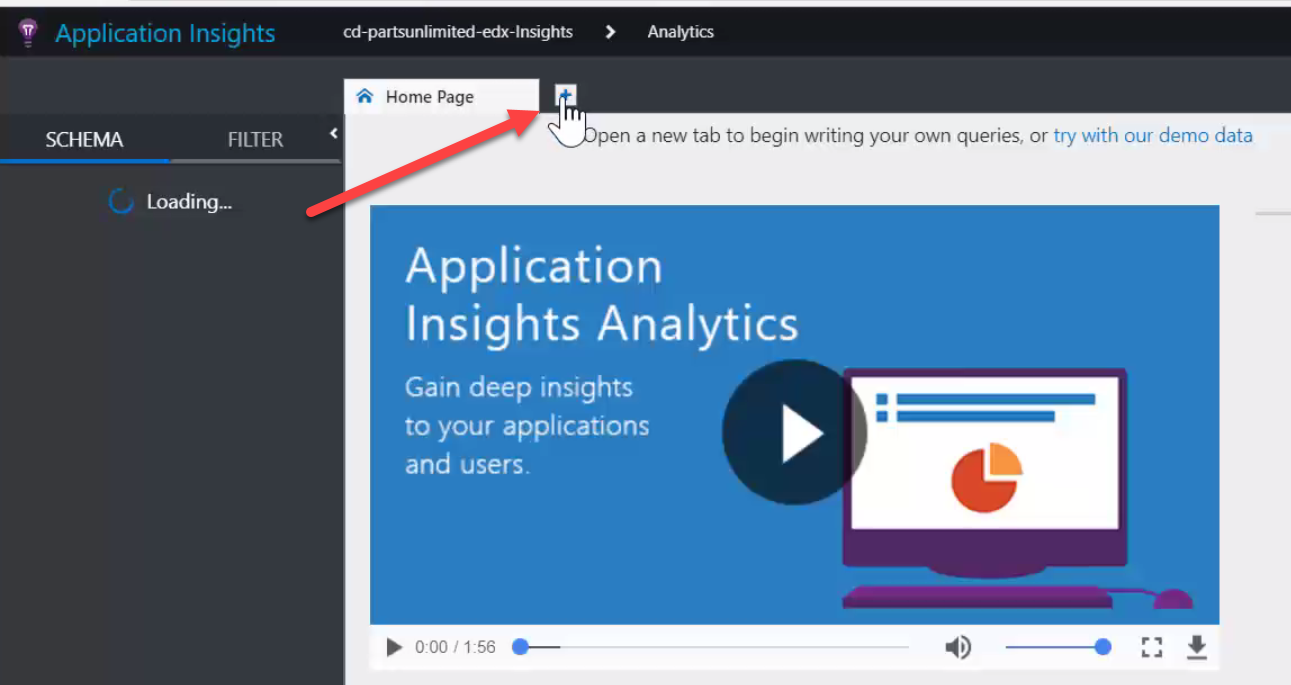 Application Insights
cd-partsunlimited-edx-Insights
Analytics
Home Page
SCHEMA
FILTER
Open a new tab to begin writing your own queries, or try with our demo data
Loading...
Application
Insights Analytics
Gain deep insights
to your applications
and users.
0:00 / 1:56